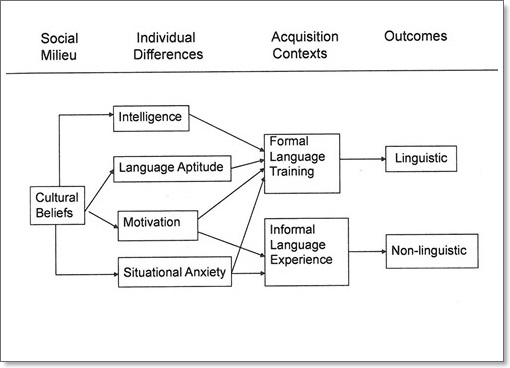 Social
Milieu
Individual
Differences
Acquisition
Contexts
Outcomes
Intelligence
Language Aptitude
Cultural
Beliefs
Motivation
Situational Anxiety
Formal
Language
Training
Informal
Language
Experience
Linguistic
Non-linguistic